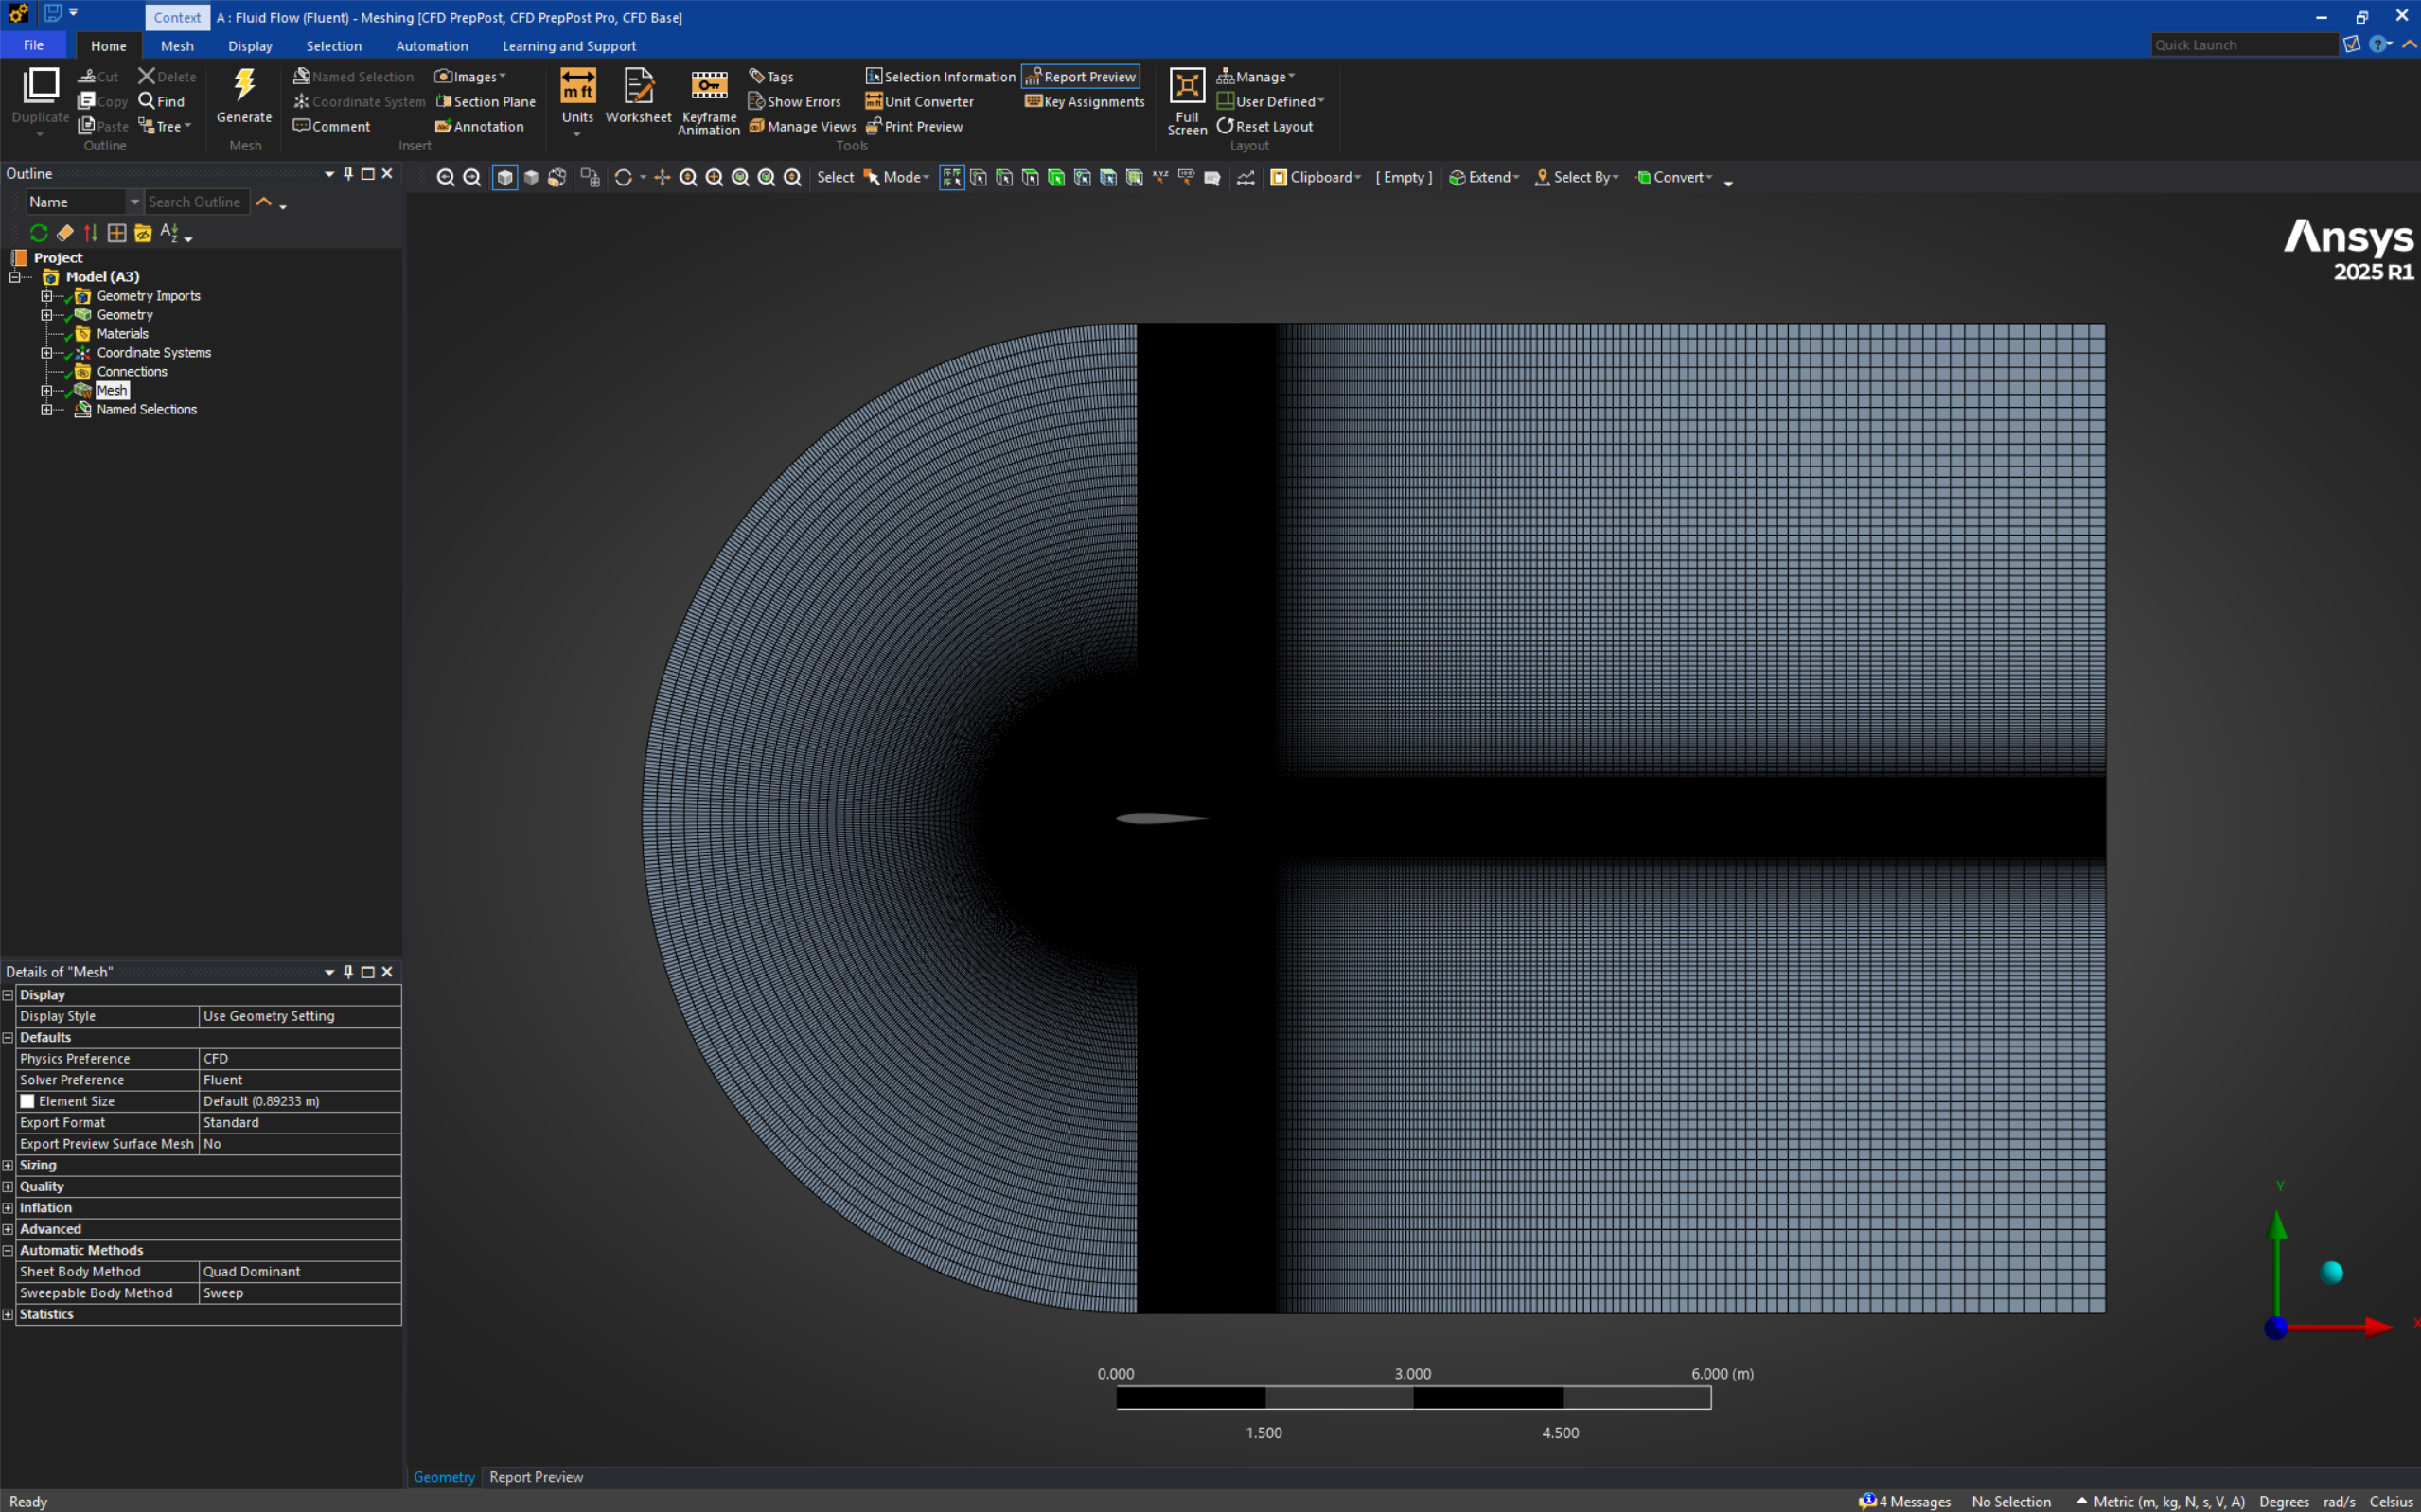 Context A : Fluid Flow (Fluent) - Meshing [CFD PrepPost, CFD PrepPost Pro, CFD Base]
File Home Mesh Display Selection Automation Learning and Support Quick Launch
Duplicate
Cut Delete
Copy Find
Paste Tree
Outline
Generate
Mesh
Named Selection Images
Coordinate System Section Plane
Comment Annotation
Insert
m ft
Units
Worksheet
Keyframe
Animation
Tags Selection Information Report Preview
Show Errors Unit Converter Key Assignments
Manage Views Print Preview
Tools
Full
Screen
Manage
User Defined
Reset Layout
Layout
Outline
Name Search Outline
Select Mode Clipboard [ Empty ] Extend Select By Convert
Project
Model (A3)
Geometry Imports
Geometry
Materials
Coordinate Systems
Connections
Mesh
Named Selections
Ansys
2025 R1
Details of "Mesh"
Display
Display Style Use Geometry Setting
Defaults
Physics Preference CFD
Solver Preference Fluent
Element Size Default (0.89233 m)
Export Format Standard
Export Preview Surface Mesh No
Sizing
Quality
Inflation
Advanced
Automatic Methods
Sheet Body Method Quad Dominant
Sweepable Body Method Sweep
Statistics
Y
X
0.000 3.000 6.000 (m)
1.500 4.500
Geometry Report Preview
Ready 4 Messages No Selection Metric (m, kg, N, s, V, A) Degrees rad/s Celsius